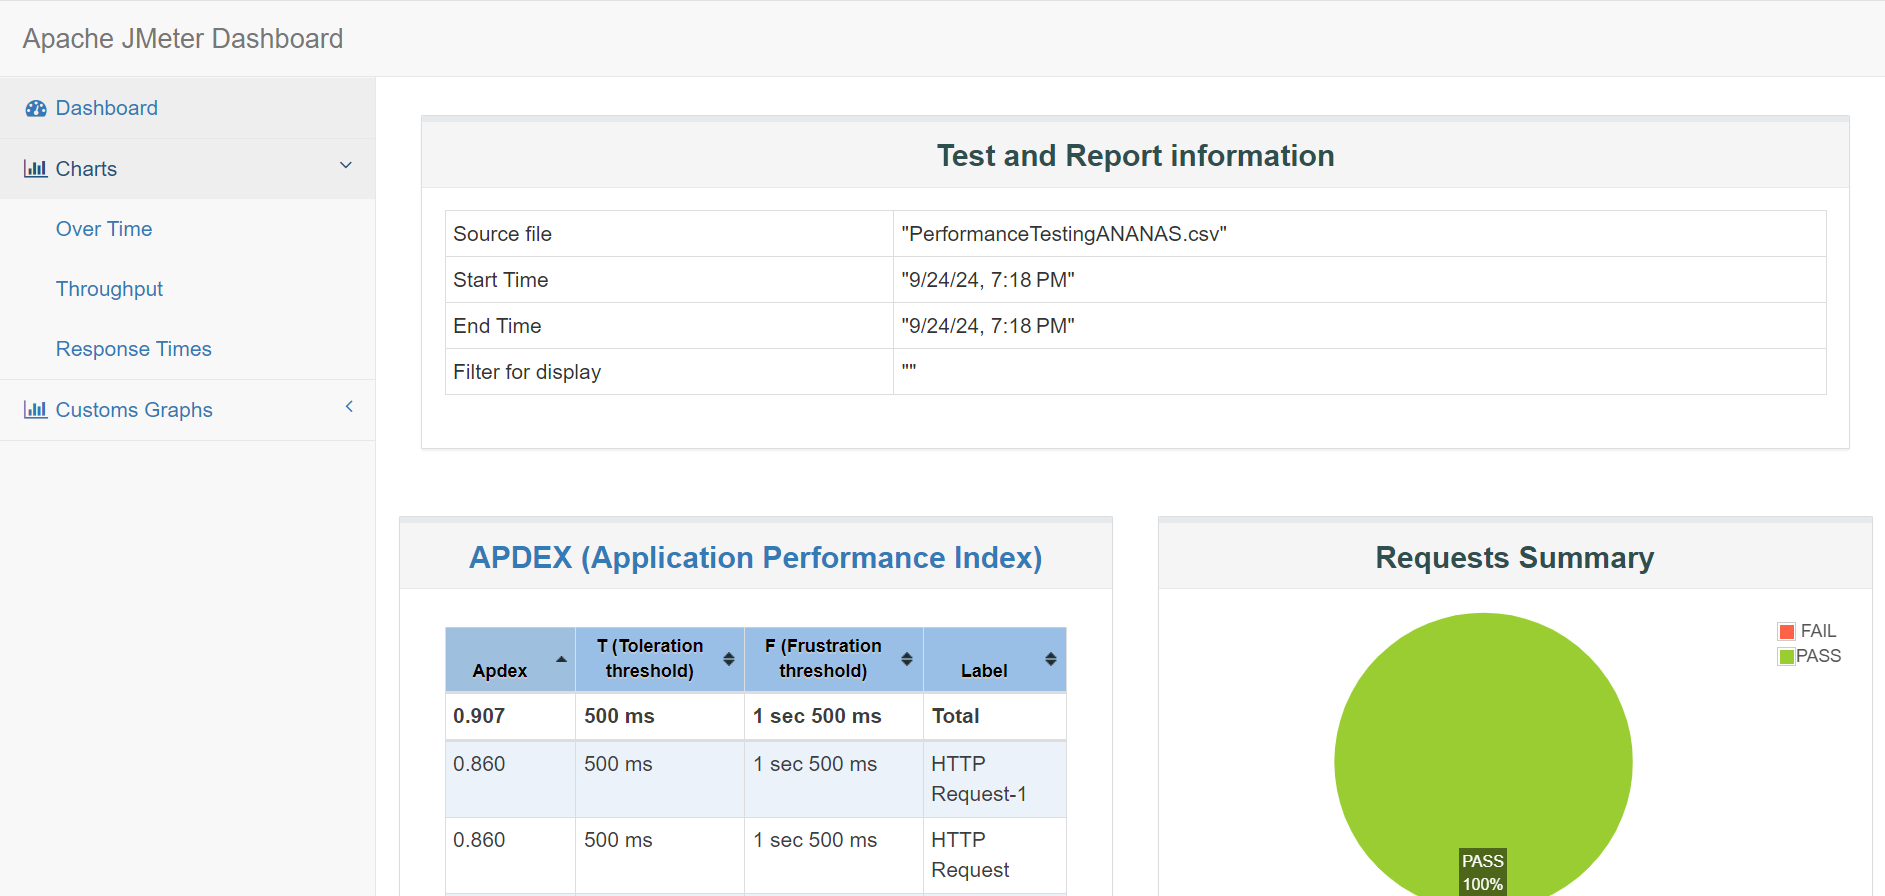 Apache JMeter Dashboard
Dashboard
Charts
Over Time
Throughput
Response Times
Customs Graphs
Test and Report information
Source file "PerformanceTestingANANAS.csv"
Start Time "9/24/24, 7:18 PM"
End Time "9/24/24, 7:18 PM"
Filter for display ""
APDEX (Application Performance Index)
Apdex
T (Toleration
threshold)
F (Frustration
threshold)
Label
0.907 500 ms 1 sec 500 ms Total
0.860 500 ms 1 sec 500 ms HTTP
Request-1
0.860 500 ms 1 sec 500 ms HTTP
Request
Requests Summary
FAIL
PASS
PASS
100%